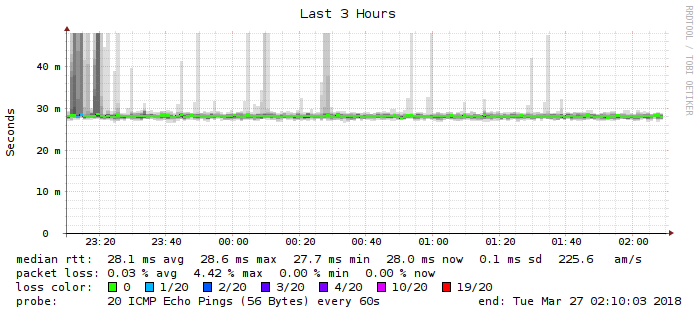 Last 3 Hours
RRDTOOL / TOBI OETIKER
Seconds
40 m
30 m
20 m
10 m
0
23:20 23:40 00:00 00:20 00:40 01:00 01:20 01:40 02:00
median rtt: 28.1 ms avg 28.6 ms max 27.7 ms min 28.0 ms now 0.1 ms sd 225.6 am/s
packet loss: 0.03 % avg 4.42 % max 0.00 % min 0.00 % now
loss color: 0 1/20 2/20 3/20 4/20 10/20 19/20
probe: 20 ICMP Echo Pings (56 Bytes) every 60s end: Tue Mar 27 02:10:03 2018